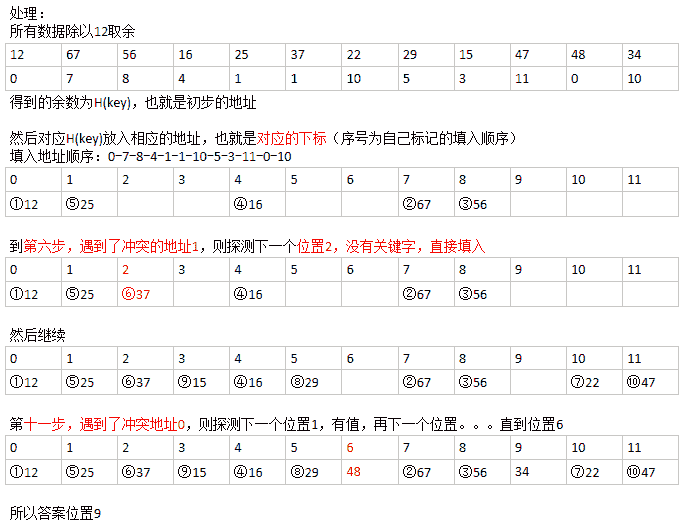 处理：
所有数据除以12取余
12 67 56 16 25 37 22 29 15 47 48 34
0 7 8 4 1 1 10 5 3 11 0 10
得到的余数为H(key)，也就是初步的地址
然后对应H(key)放入相应的地址，也就是对应的下标（序号为自己标记的填入顺序）
填入地址顺序：0-7-8-4-1-1-10-5-3-11-0-10
0 1 2 3 4 5 6 7 8 9 10 11
①12 ⑤25 ④16 ②67 ③56
到第六步，遇到了冲突的地址1，则探测下一个位置2，没有关键字，直接填入
0 1 2 3 4 5 6 7 8 9 10 11
①12 ⑤25 ⑥37 ④16 ②67 ③56
然后继续
0 1 2 3 4 5 6 7 8 9 10 11
①12 ⑤25 ⑥37 ⑨15 ④16 ⑧29 ②67 ③56 ⑦22 ⑩47
第十一步，遇到了冲突地址0，则探测下一个位置1，有值，再下一个位置。。。直到位置6
0 1 2 3 4 5 6 7 8 9 10 11
①12 ⑤25 ⑥37 ⑨15 ④16 ⑧29 48 ②67 ③56 34 ⑦22 ⑩47
所以答案位置9